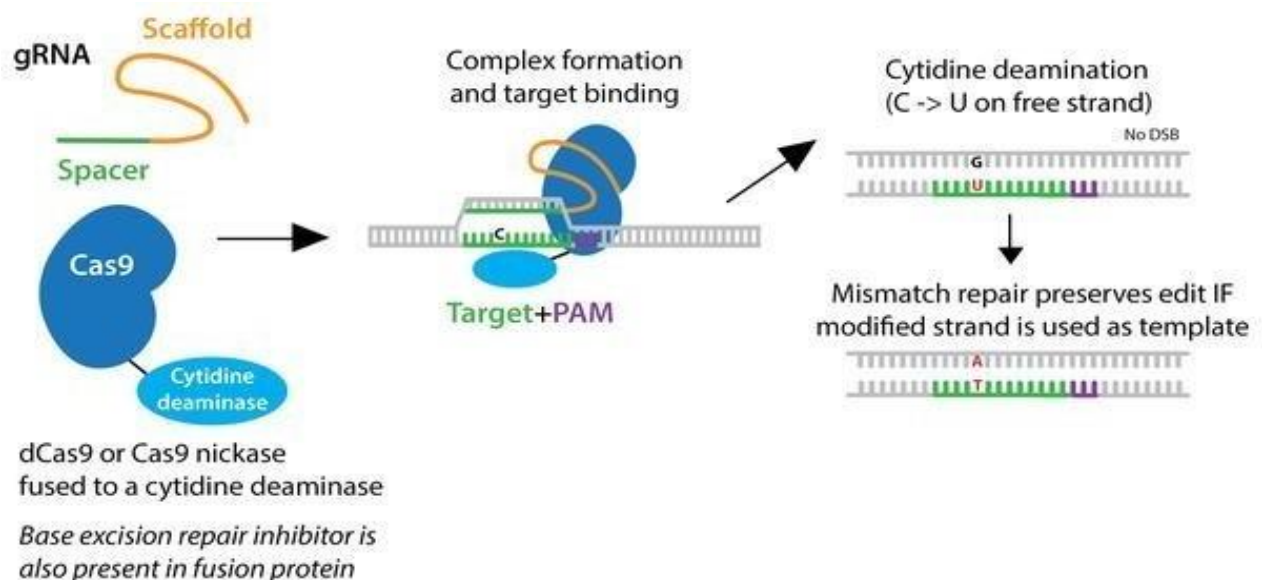 gRNA
Scaffold
Spacer
Cas9
Cytidine
deaminase
dCas9 or Cas9 nickase
fused to a cytidine deaminase
Base excision repair inhibitor is
also present in fusion protein
Complex formation
and target binding
C
Target+PAM
Cytidine deamination
(C -> U on free strand)
No DSB
G
U
Mismatch repair preserves edit IF
modified strand is used as template
A
T